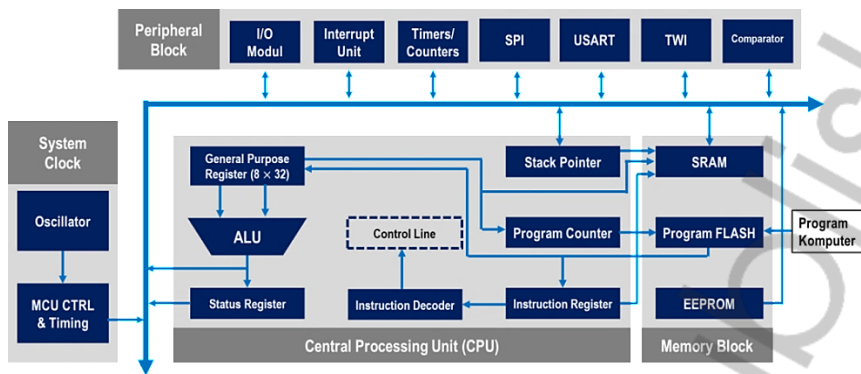 Peripheral
Block
I/O
Modul
Interrupt
Unit
Timers/
Counters
SPI
USART
TWI
Comparator
System
Clock
Oscillator
MCU CTRL
& Timing
General Purpose
Register (8 × 32)
ALU
Status Register
Control Line
Instruction Decoder
Stack Pointer
Program Counter
Instruction Register
Central Processing Unit (CPU)
SRAM
Program FLASH
EEPROM
Memory Block
Program
Komputer